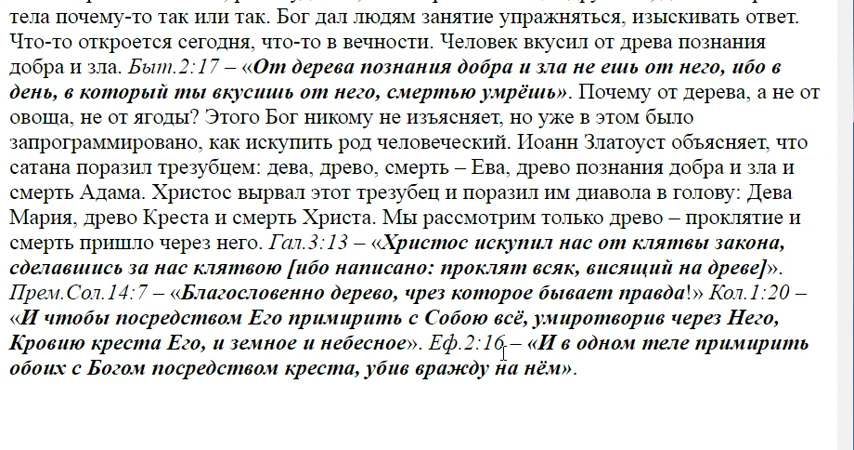 тела почему-то так или так. Бог дал людям занятие упражняться, изыскивать ответ.
Что-то откроется сегодня, что-то в вечности. Человек вкусил от древа познания
добра и зла. Быт.2:17 – «От дерева познания добра и зла не ешь от него, ибо в
день, в который ты вкусишь от него, смертью умрёшь». Почему от дерева, а не от
овоща, не от ягоды? Этого Бог никому не изъясняет, но уже в этом было
запрограммировано, как искупить род человеческий. Иоанн Златоуст объясняет, что
сатана поразил трезубцем: дева, древо, смерть – Ева, древо познания добра и зла и
смерть Адама. Христос вырвал этот трезубец и поразил им диавола в голову: Дева
Мария, древо Креста и смерть Христа. Мы рассмотрим только древо – проклятие и
смерть пришло через него. Гал.3:13 – «Христос искупил нас от клятвы закона,
сделавшись за нас клятвою [ибо написано: проклят всяк, висящий на древе]».
Прем.Сол.14:7 – «Благословенно дерево, чрез которое бывает правда!» Кол.1:20 –
«И чтобы посредством Его примирить с Собою всё, умиротворив через Него,
Кровию креста Его, и земное и небесное». Еф.2:16 – «И в одном теле примирить
обоих с Богом посредством креста, убив вражду на нём».